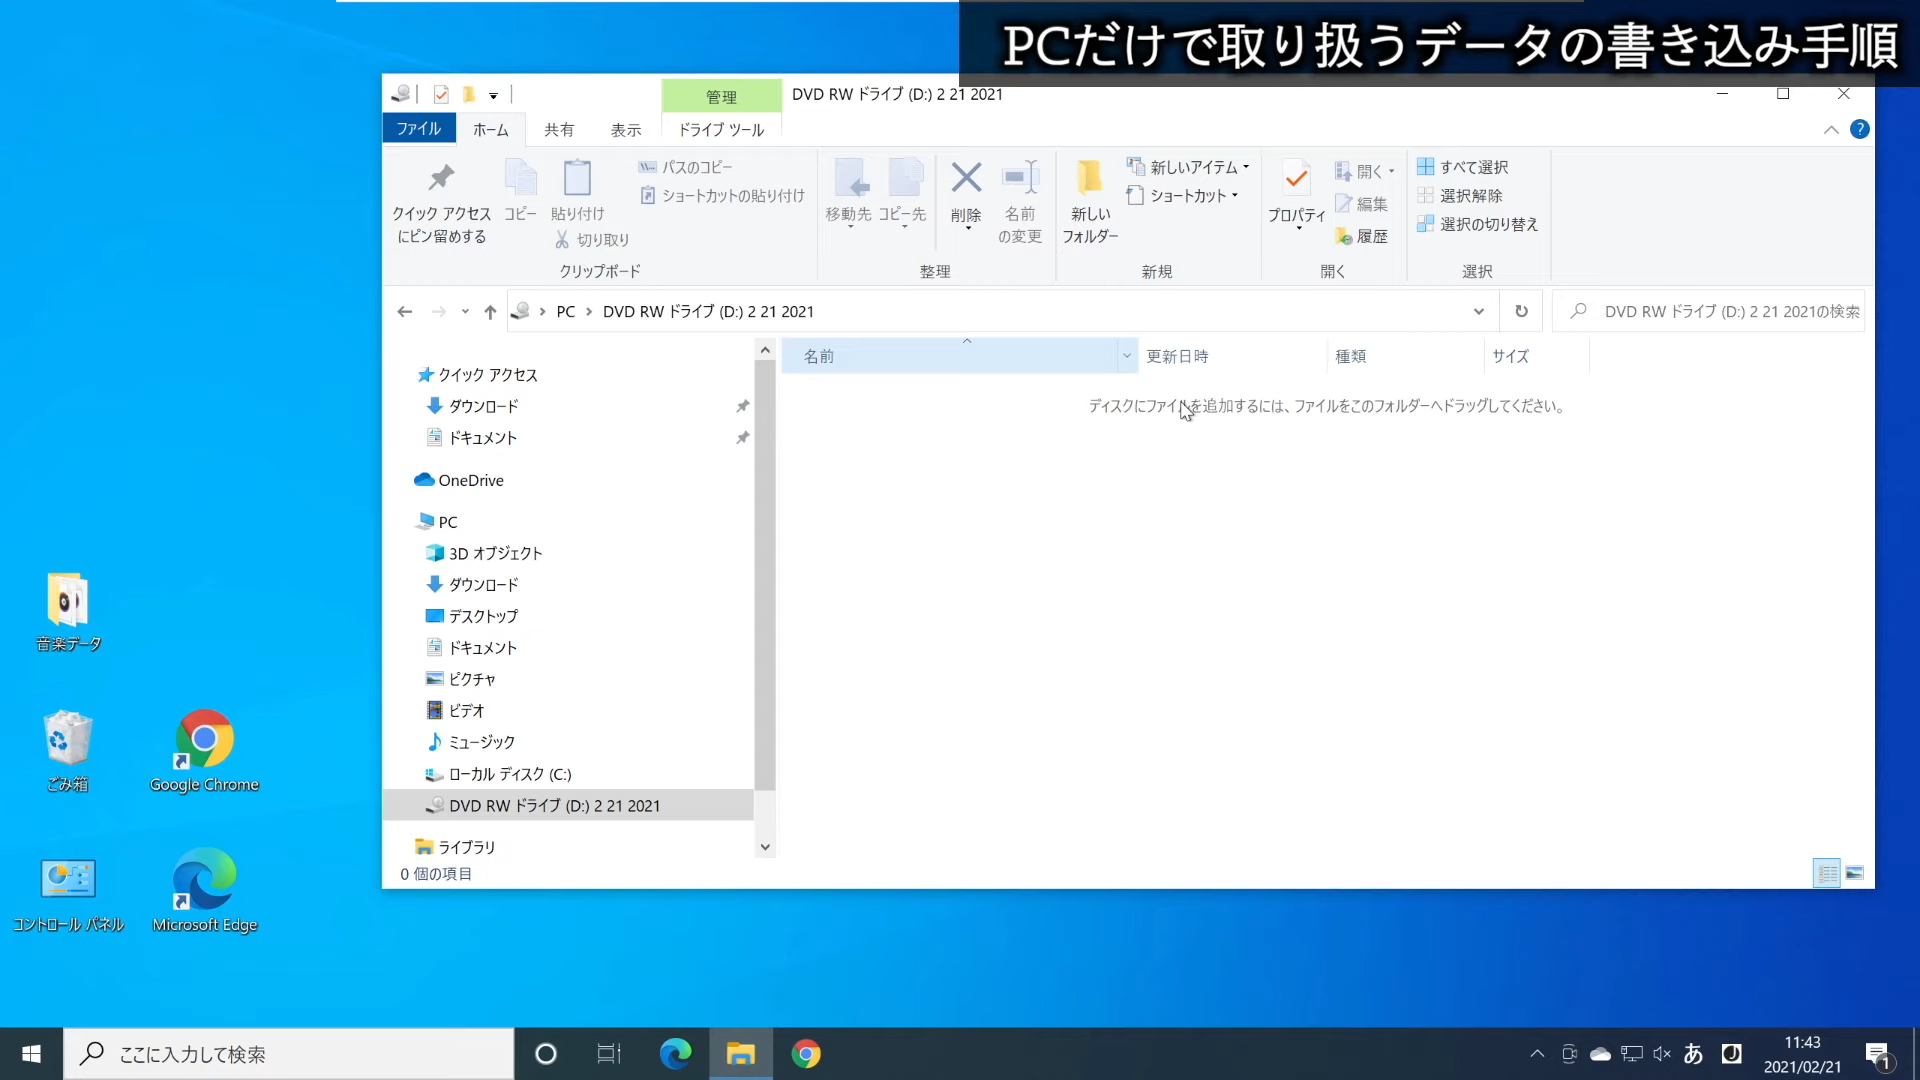 PCだけで取り扱うデータの書き込み手順
管理
DVD RW ドライブ (D:) 2 21 2021
ファイル
ホーム
共有
表示
ドライブ ツール
クイック アクセス
にピン留めする
コピー
貼り付け
パスのコピー
ショートカットの貼り付け
切り取り
クリップボード
移動先
コピー先
削除
名前
の変更
整理
新しい
フォルダー
新しいアイテム
ショートカット
新規
プロパティ
開く
編集
履歴
開く
すべて選択
選択解除
選択の切り替え
選択
PC
DVD RW ドライブ (D:) 2 21 2021
DVD RW ドライブ (D:) 2 21 2021の検索
名前
更新日時
種類
サイズ
ディスクにファイルを追加するには、ファイルをこのフォルダーへドラッグしてください。
クイック アクセス
ダウンロード
ドキュメント
OneDrive
PC
3D オブジェクト
ダウンロード
デスクトップ
ドキュメント
ピクチャ
ビデオ
ミュージック
ローカル ディスク (C:)
DVD RW ドライブ (D:) 2 21 2021
ライブラリ
0 個の項目
音楽データ
ごみ箱
Google Chrome
コントロール パネル
Microsoft Edge
ここに入力して検索
あ
J
11:43
2021/02/21
1